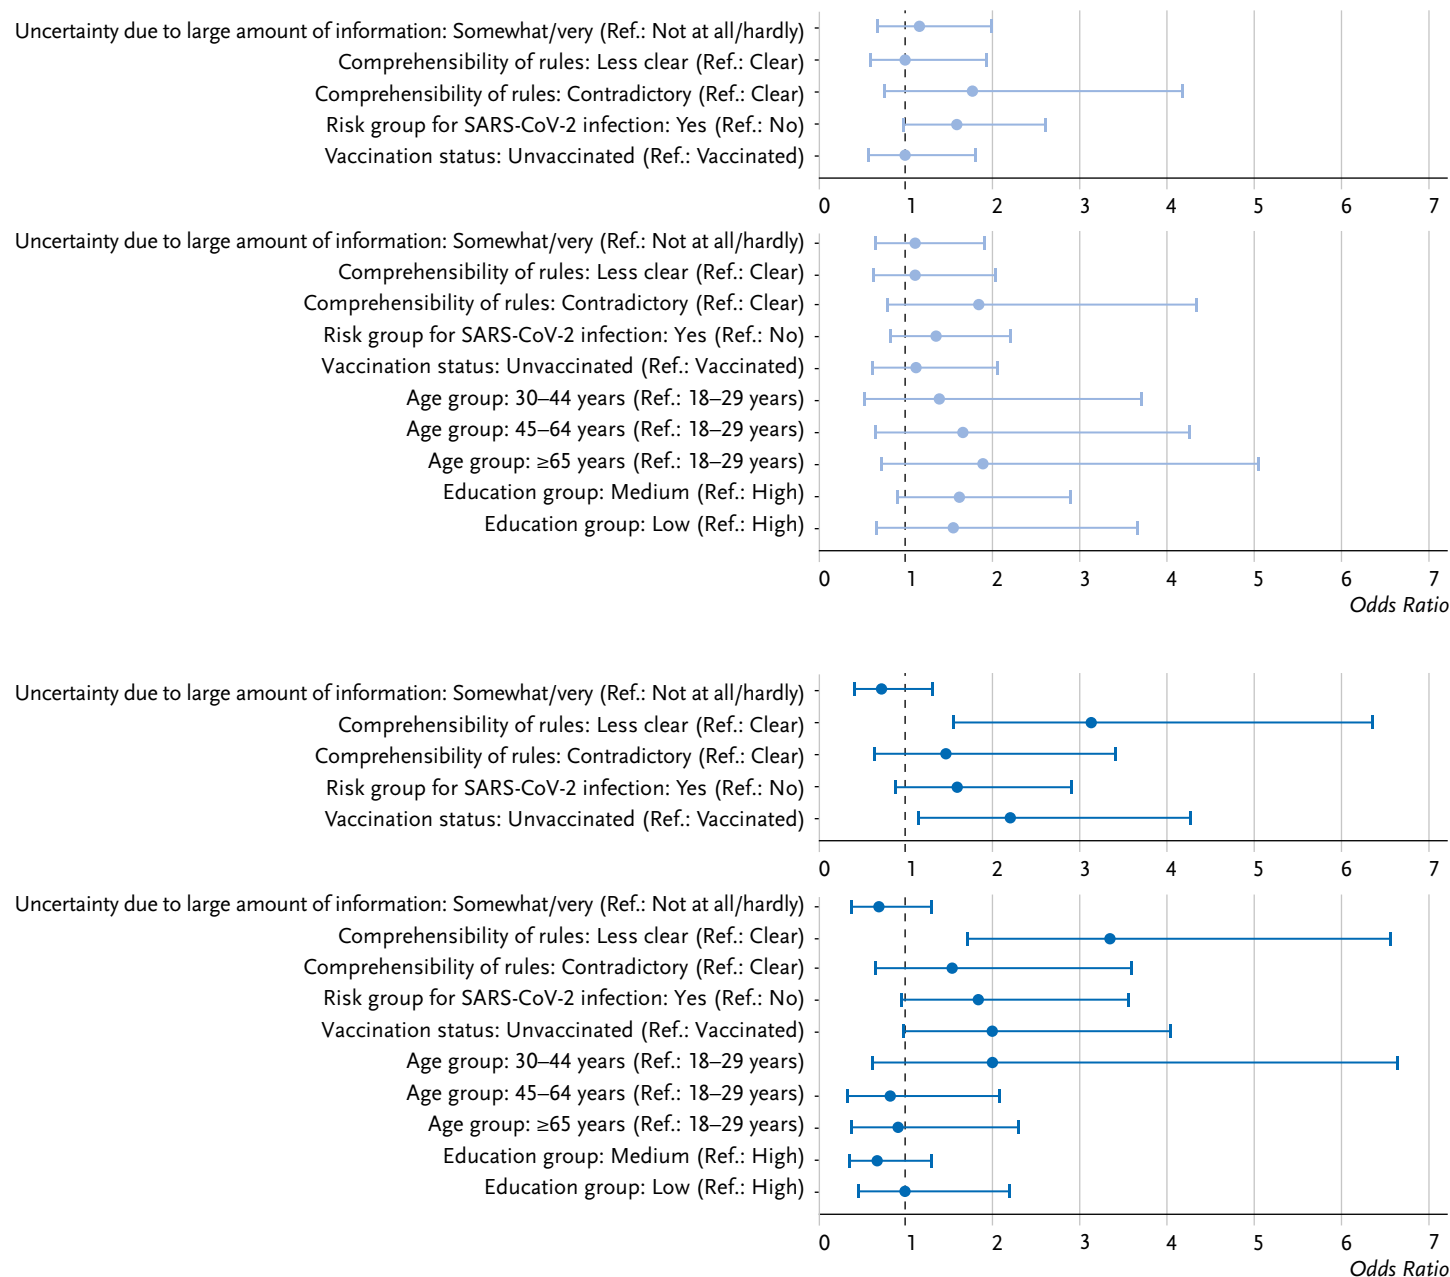 Uncertainty due to large amount of information: Somewhat/very (Ref.: Not at all/hardly)
Comprehensibility of rules: Less clear (Ref.: Clear)
Comprehensibility of rules: Contradictory (Ref.: Clear)
Risk group for SARS-CoV-2 infection: Yes (Ref.: No)
Vaccination status: Unvaccinated (Ref.: Vaccinated)
0 1 2 3 4 5 6 7
Uncertainty due to large amount of information: Somewhat/very (Ref.: Not at all/hardly)
Comprehensibility of rules: Less clear (Ref.: Clear)
Comprehensibility of rules: Contradictory (Ref.: Clear)
Risk group for SARS-CoV-2 infection: Yes (Ref.: No)
Vaccination status: Unvaccinated (Ref.: Vaccinated)
Age group: 30–44 years (Ref.: 18–29 years)
Age group: 45–64 years (Ref.: 18–29 years)
Age group: ≥65 years (Ref.: 18–29 years)
Education group: Medium (Ref.: High)
Education group: Low (Ref.: High)
0 1 2 3 4 5 6 7
Odds Ratio
Uncertainty due to large amount of information: Somewhat/very (Ref.: Not at all/hardly)
Comprehensibility of rules: Less clear (Ref.: Clear)
Comprehensibility of rules: Contradictory (Ref.: Clear)
Risk group for SARS-CoV-2 infection: Yes (Ref.: No)
Vaccination status: Unvaccinated (Ref.: Vaccinated)
0 1 2 3 4 5 6 7
Uncertainty due to large amount of information: Somewhat/very (Ref.: Not at all/hardly)
Comprehensibility of rules: Less clear (Ref.: Clear)
Comprehensibility of rules: Contradictory (Ref.: Clear)
Risk group for SARS-CoV-2 infection: Yes (Ref.: No)
Vaccination status: Unvaccinated (Ref.: Vaccinated)
Age group: 30–44 years (Ref.: 18–29 years)
Age group: 45–64 years (Ref.: 18–29 years)
Age group: ≥65 years (Ref.: 18–29 years)
Education group: Medium (Ref.: High)
Education group: Low (Ref.: High)
0 1 2 3 4 5 6 7
Odds Ratio